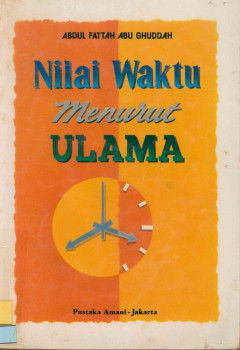 ABDUL FATTAH ABU GHUDDAH
Nilai Waktu
Menurut
ULAMA
Pustaka Amani-Jakarta